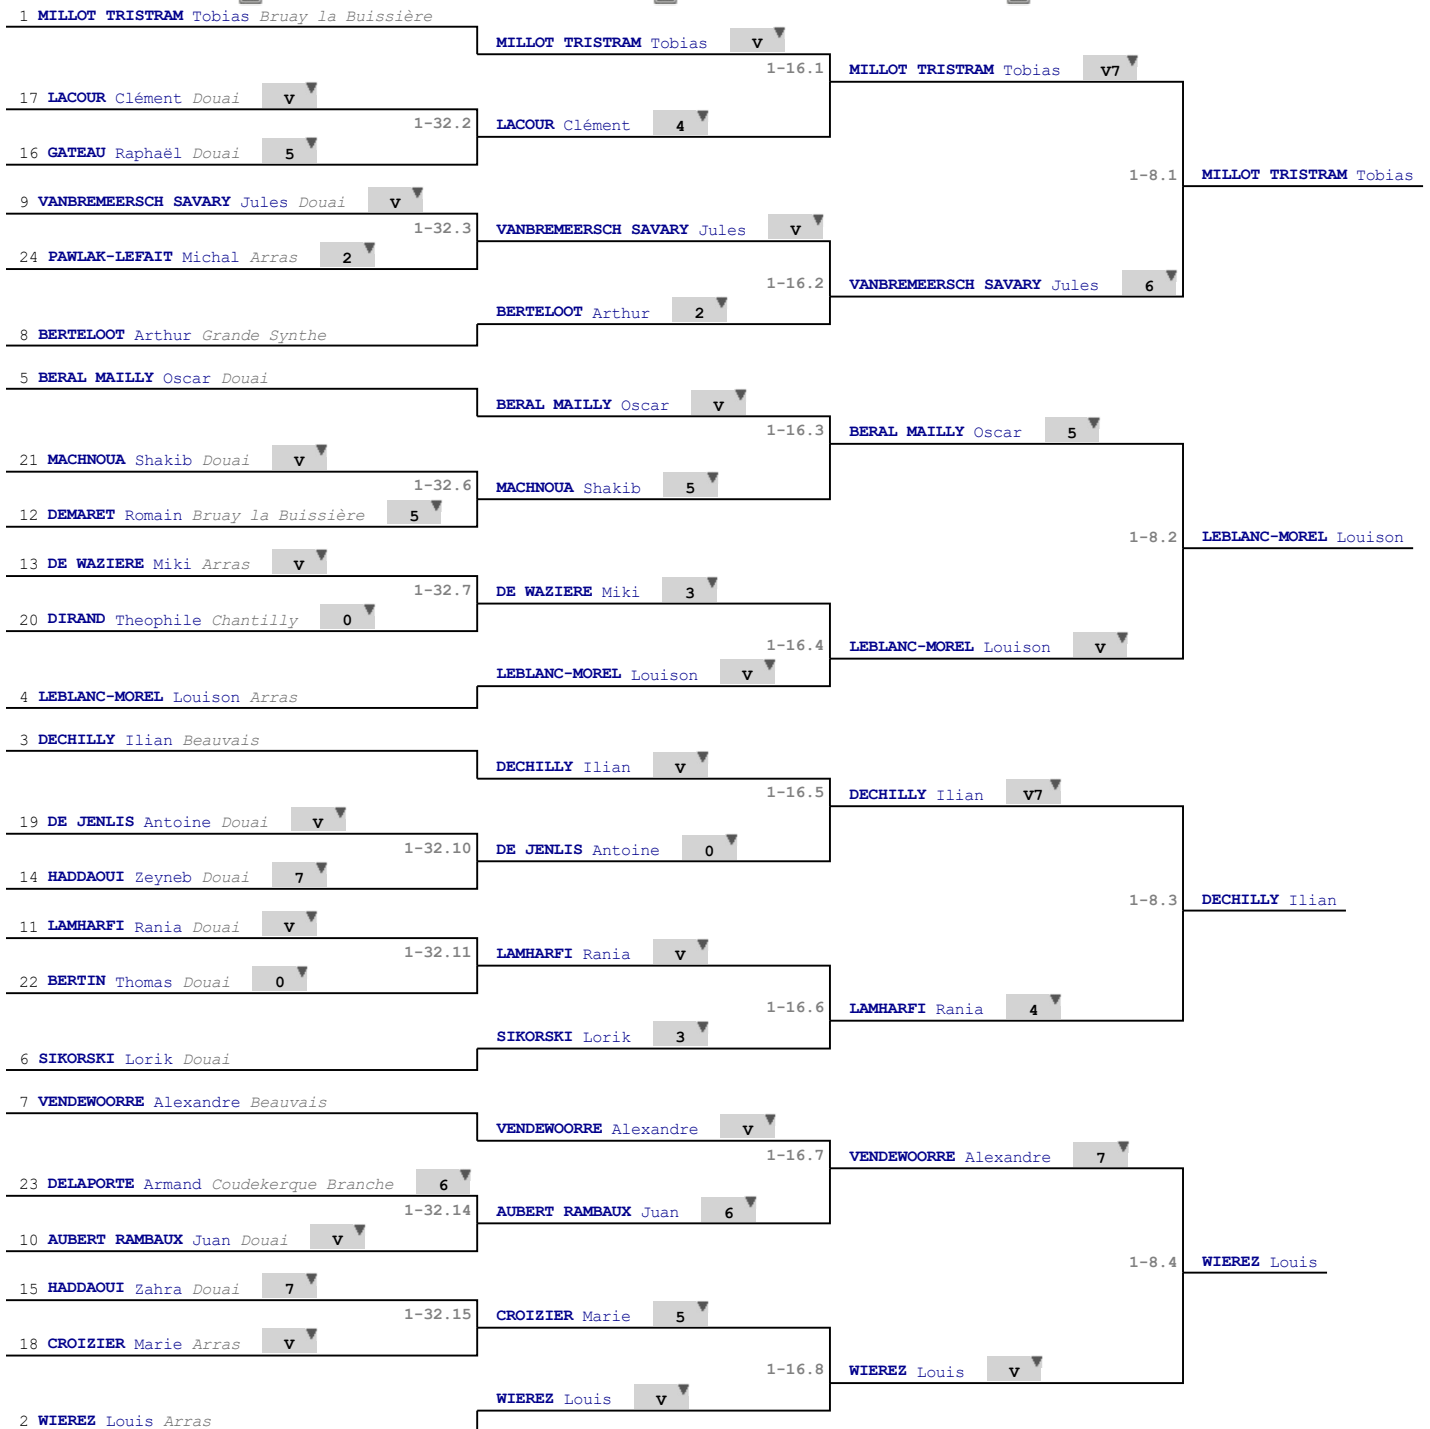 1 MILLOT TRISTRAM Tobias Bruay la Buissière
MILLOT TRISTRAM Tobias V
1-16.1
MILLOT TRISTRAM Tobias V7
17 LACOUR Clément Douai V
1-32.2
LACOUR Clément 4
16 GATEAU Raphaël Douai 5
1-8.1
MILLOT TRISTRAM Tobias
9 VANBREMEERSCH SAVARY Jules Douai V
1-32.3
VANBREMEERSCH SAVARY Jules V
24 PAWLAK-LEFAIT Michal Arras 2
1-16.2
VANBREMEERSCH SAVARY Jules 6
BERTELOOT Arthur 2
8 BERTELOOT Arthur Grande Synthe
5 BERAL MAILLY Oscar Douai
BERAL MAILLY Oscar V
1-16.3
BERAL MAILLY Oscar 5
21 MACHNOUA Shakib Douai V
1-32.6
MACHNOUA Shakib 5
12 DEMARET Romain Bruay la Buissière 5
1-8.2
LEBLANC-MOREL Louison
13 DE WAZIERE Miki Arras V
1-32.7
DE WAZIERE Miki 3
20 DIRAND Theophile Chantilly 0
1-16.4
LEBLANC-MOREL Louison V
LEBLANC-MOREL Louison V
4 LEBLANC-MOREL Louison Arras
3 DECHILLY Ilian Beauvais
DECHILLY Ilian V
1-16.5
DECHILLY Ilian V7
19 DE JENLIS Antoine Douai V
1-32.10
DE JENLIS Antoine 0
14 HADDAOUI Zeyneb Douai 7
1-8.3
DECHILLY Ilian
11 LAMHARFI Rania Douai V
1-32.11
LAMHARFI Rania V
22 BERTIN Thomas Douai 0
1-16.6
LAMHARFI Rania 4
SIKORSKI Lorik 3
6 SIKORSKI Lorik Douai
7 VENDEWOORRE Alexandre Beauvais
VENDEWOORRE Alexandre V
1-16.7
VENDEWOORRE Alexandre 7
23 DELAPORTE Armand Coudekerque Branche 6
1-32.14
AUBERT RAMBAUX Juan 6
10 AUBERT RAMBAUX Juan Douai V
1-8.4
WIEREZ Louis
15 HADDAOUI Zahra Douai 7
1-32.15
CROIZIER Marie 5
18 CROIZIER Marie Arras V
1-16.8
WIEREZ Louis V
WIEREZ Louis V
2 WIEREZ Louis Arras